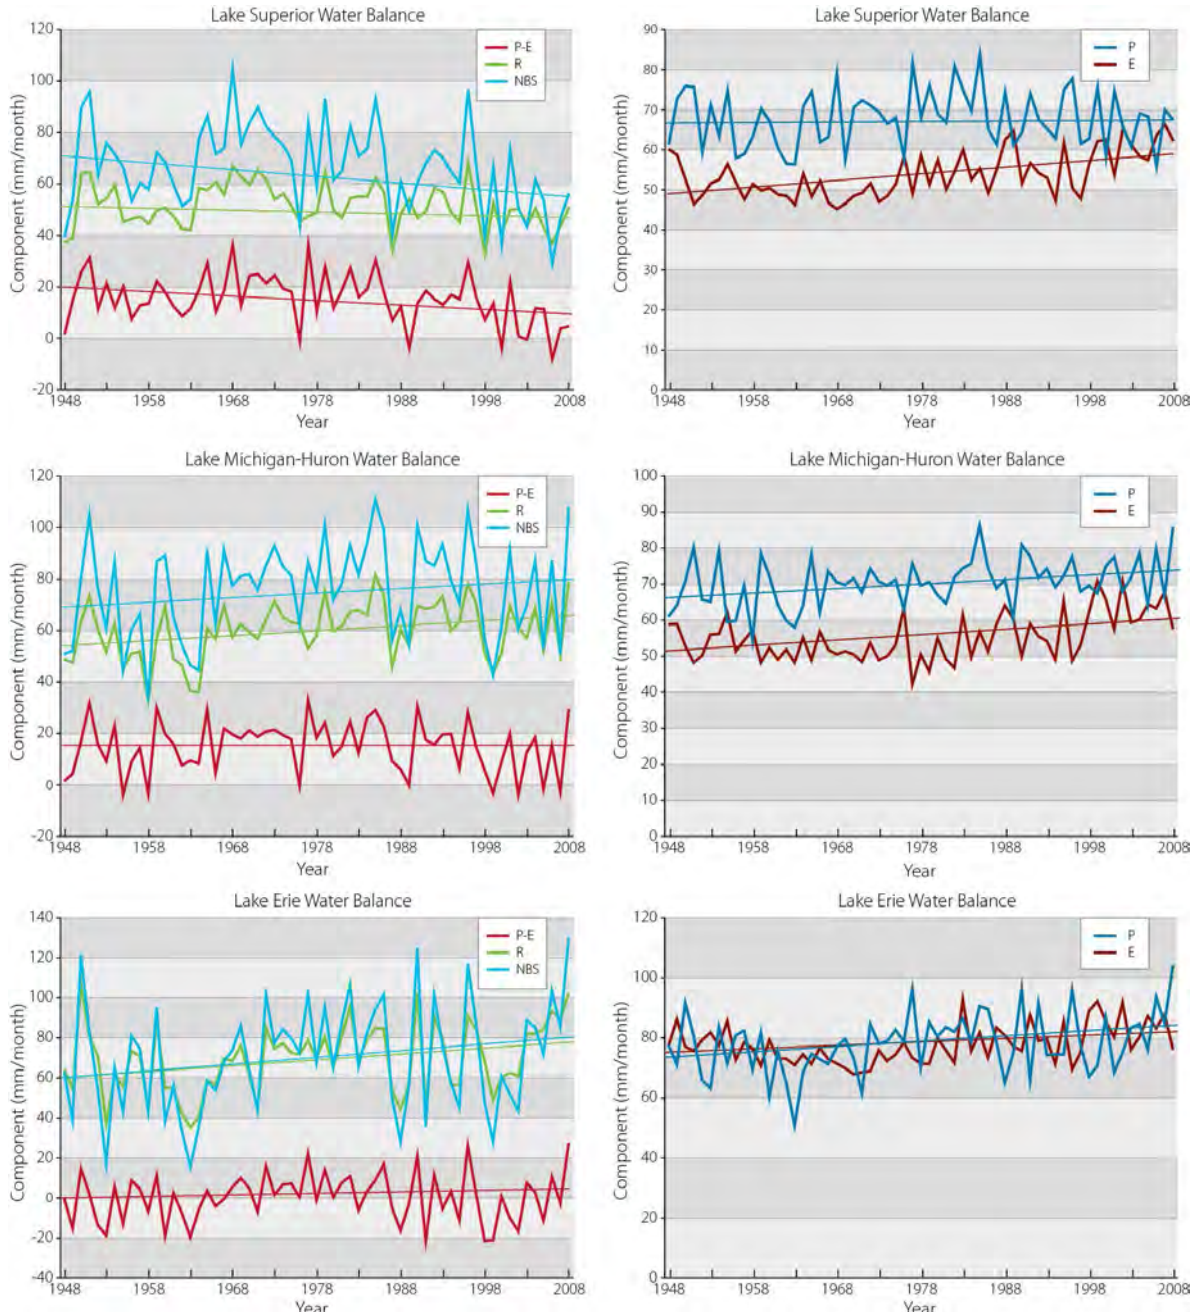 Lake Superior Water Balance
Component (mm/month)
120
100
80
60
40
20
0
-20
P-E
R
NBS
1948 1958 1968 1978 1988 1998 2008
Year
Lake Superior Water Balance
Component (mm/month)
90
80
70
60
50
40
30
20
10
0
P
E
1948 1958 1968 1978 1988 1998 2008
Year
Lake Michigan-Huron Water Balance
Component (mm/month)
120
100
80
60
40
20
0
-20
P-E
R
NBS
1948 1958 1968 1978 1988 1998 2008
Year
Lake Michigan-Huron Water Balance
Component (mm/month)
100
90
80
70
60
50
40
30
20
10
0
P
E
1948 1958 1968 1978 1988 1998 2008
Year
Lake Erie Water Balance
Component (mm/month)
140
120
100
80
60
40
20
0
-20
-40
P-E
R
NBS
1948 1958 1968 1978 1988 1998 2008
Year
Lake Erie Water Balance
Component (mm/month)
120
100
80
60
40
20
0
P
E
1948 1958 1968 1978 1988 1998 2008
Year